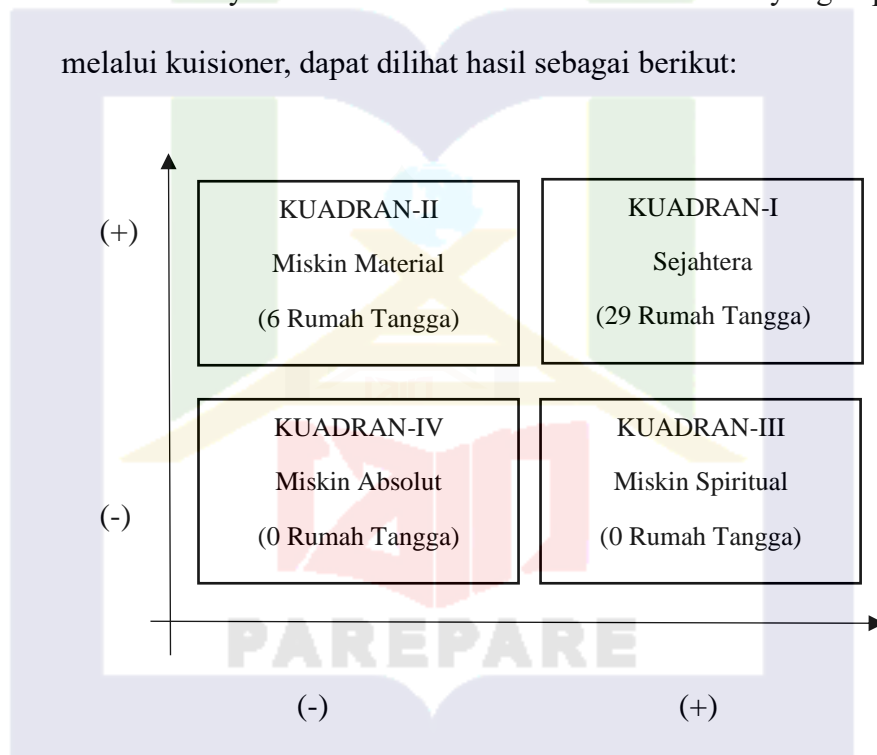 melalui kuisioner, dapat dilihat hasil sebagai berikut:
(+)
KUADRAN-II
Miskin Material
(6 Rumah Tangga)
KUADRAN-I
Sejahtera
(29 Rumah Tangga)
(-)
KUADRAN-IV
Miskin Absolut
(0 Rumah Tangga)
KUADRAN-III
Miskin Spiritual
(0 Rumah Tangga)
PAREPARE
(-)
(+)